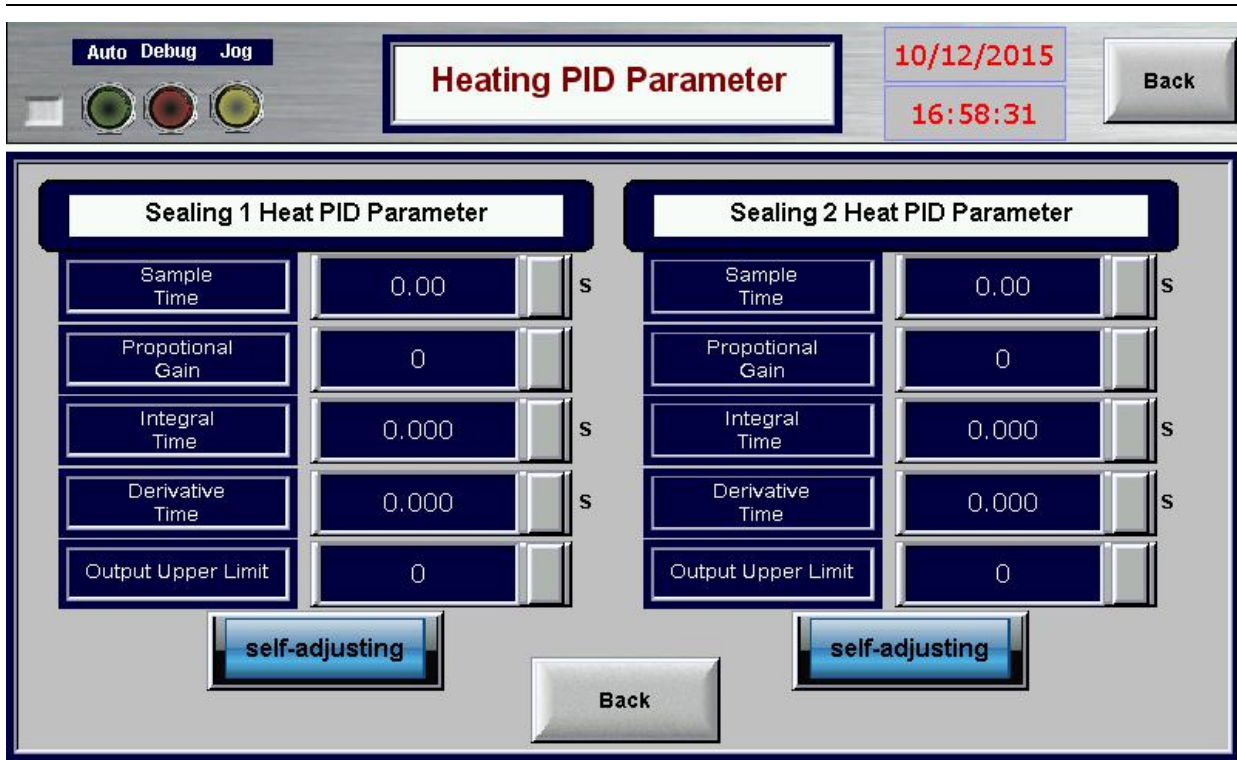 Auto Debug Jog
Heating PID Parameter
10/12/2015
16:58:31
Back
Sealing 1 Heat PID Parameter
Sample
Time
0.00
S
Propotional
Gain
0
Integral
Time
0.000
S
Derivative
Time
0.000
S
Output Upper Limit
0
self-adjusting
Sealing 2 Heat PID Parameter
Sample
Time
0.00
S
Propotional
Gain
0
Integral
Time
0.000
S
Derivative
Time
0.000
S
Output Upper Limit
0
self-adjusting
Back